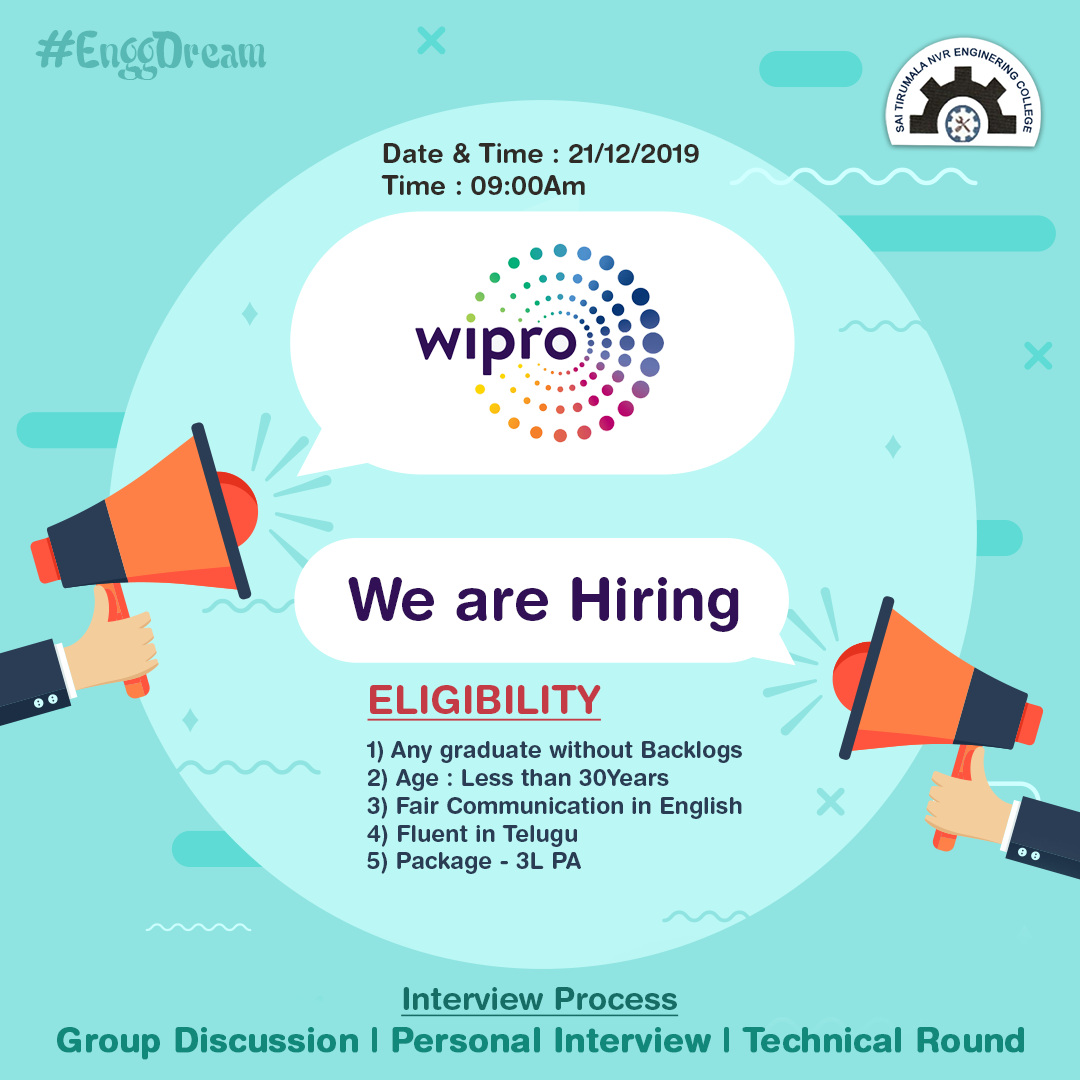 #EnggDream
SAI TIRUMALA NVR ENGINERING COLLEGE
Date & Time : 21/12/2019
Time : 09:00Am
wipro
We are Hiring
ELIGIBILITY
1) Any graduate without Backlogs
2) Age : Less than 30Years
3) Fair Communication in English
4) Fluent in Telugu
5) Package - 3L PA
Interview Process
Group Discussion | Personal Interview | Technical Round